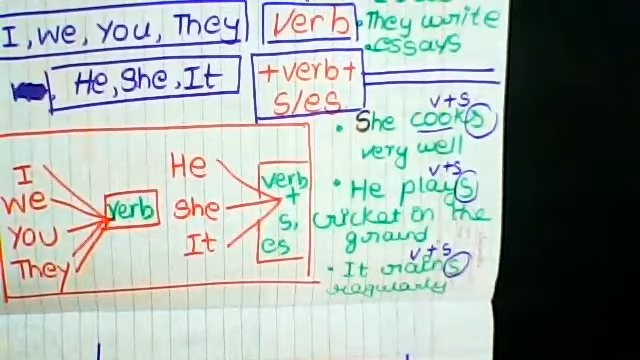 I, We, You, They
verb
They write
essays
He, She, It
+verb+
s/es
v+s
She cooks
very well
v+s
He plays
cricket in the
ground
v+s
It rains
regularly
I
We
You
They
verb
He
She
It
verb
+
s,
es